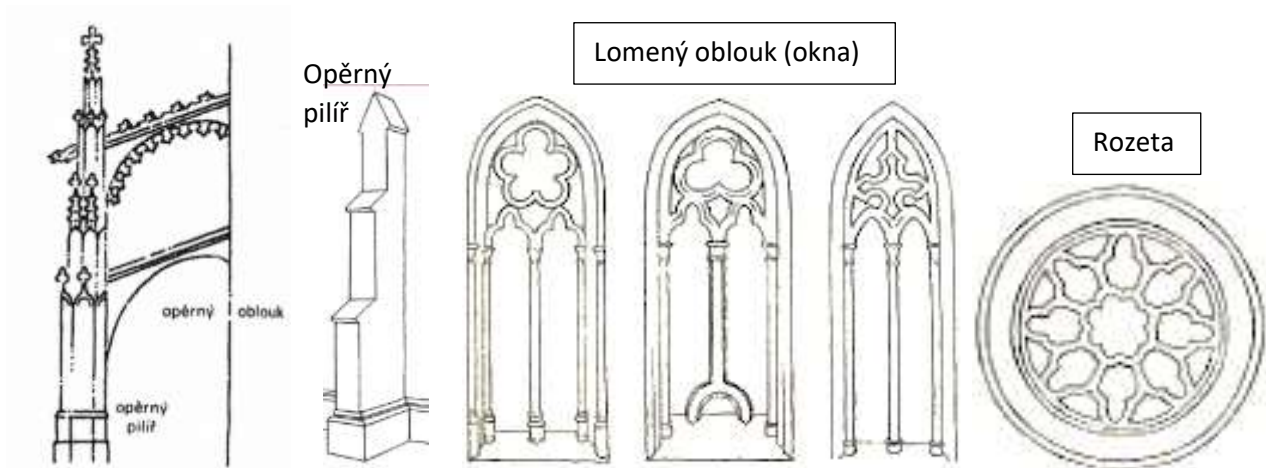 opěrný oblouk
opěrný
pilíř
Opěrný
pilíř
Lomený oblouk (okna)
Rozeta